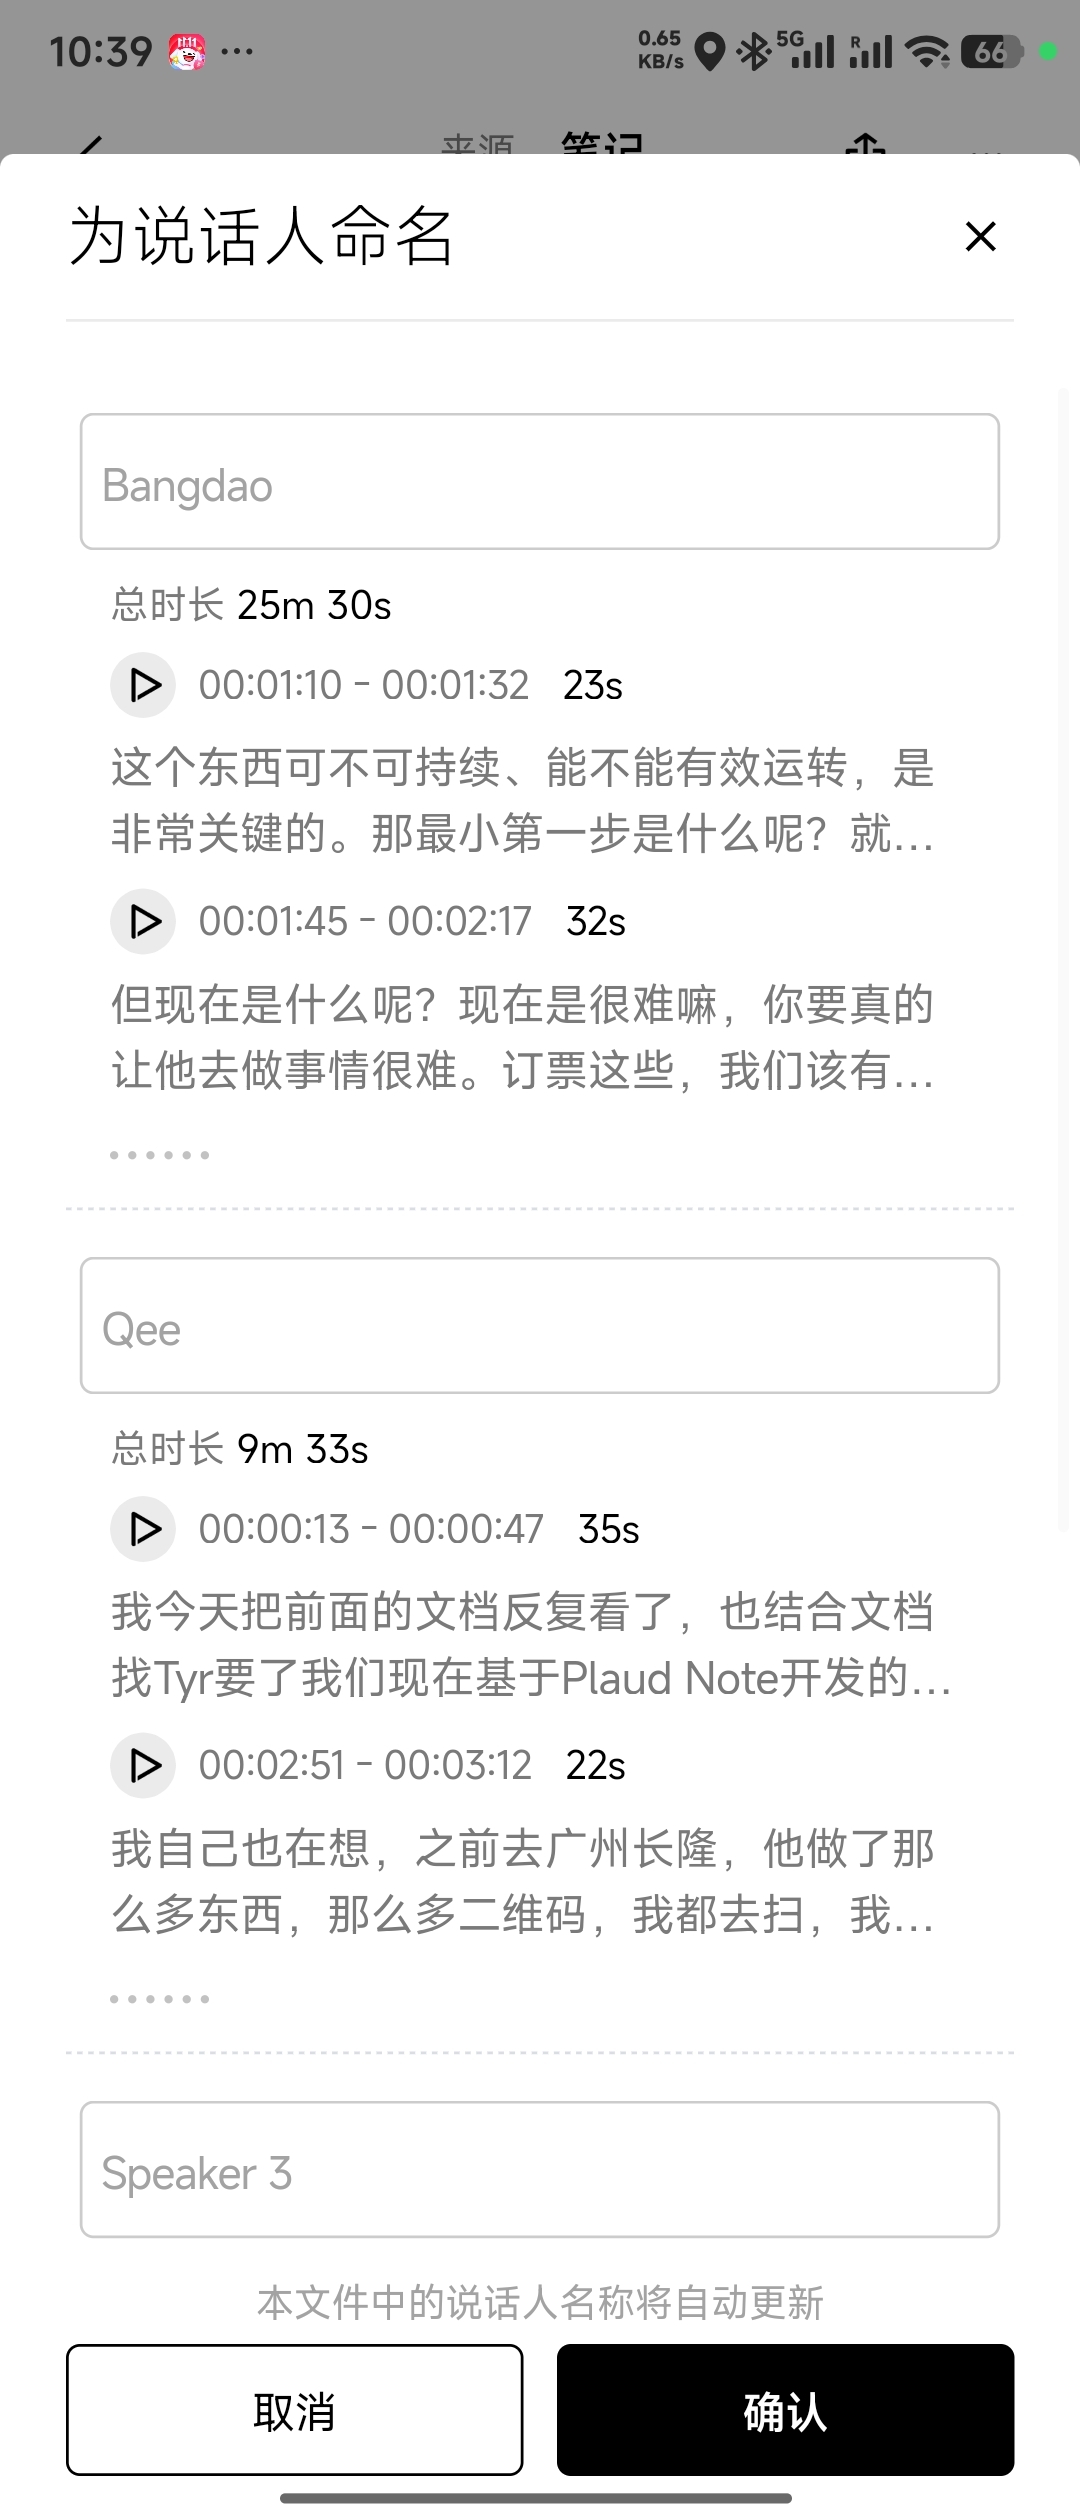 10:39
0.65 KB/s
5G
R
66
来源 笔记
为说话人命名
Bangdao
总时长 25m 30s
00:01:10 - 00:01:32 23s
这个东西可不可持续、能不能有效运转，是
非常关键的。那最小第一步是什么呢？就...
00:01:45 - 00:02:17 32s
但现在是什么呢？现在是很难嘛，你要真的
让他去做事情很难。订票这些，我们该有...
......
Qee
总时长 9m 33s
00:00:13 - 00:00:47 35s
我今天把前面的文档反复看了，也结合文档
找Tyr要了我们现在基于Plaud Note开发的...
00:02:51 - 00:03:12 22s
我自己也在想，之前去广州长隆，他做了那
么多东西，那么多二维码，我都去扫，我...
......
Speaker 3
本文件中的说话人名称将自动更新
取消 确认